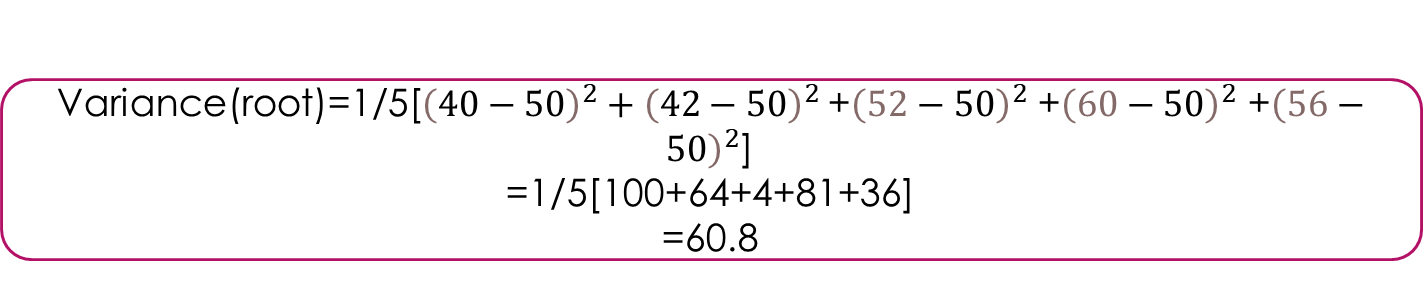 Variance(root)=1/5[(40 − 50)² + (42 − 50)² +(52 − 50)² +(60 − 50)² +(56 −
50)²]
=1/5[100+64+4+81+36]
=60.8